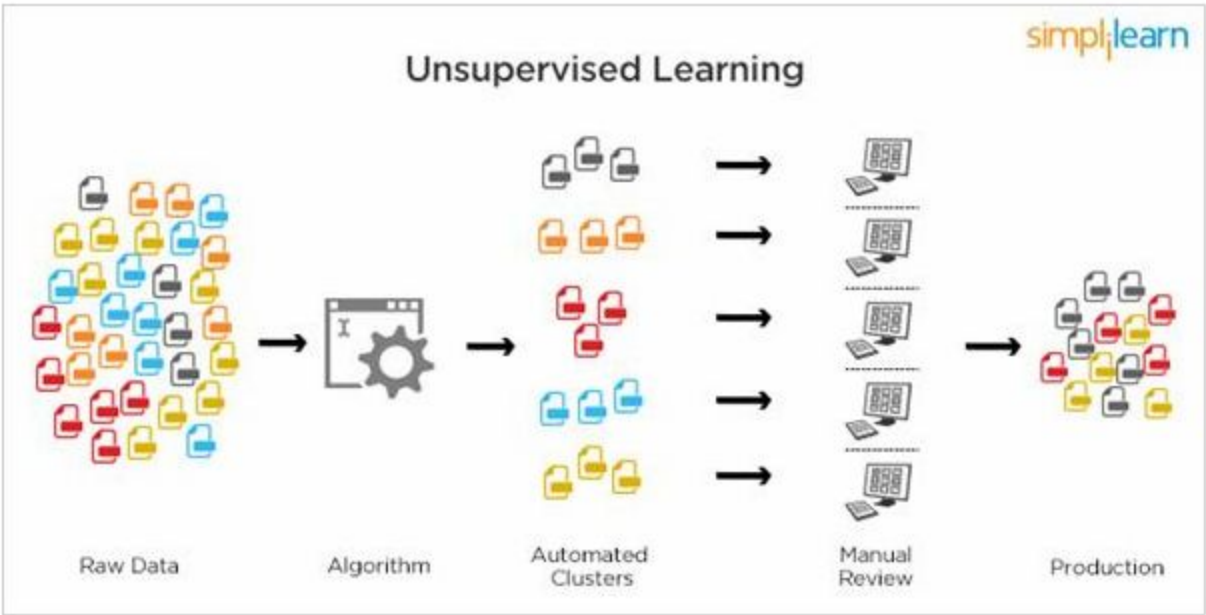 simplilearn
Unsupervised Learning
Raw Data
Algorithm
Automated
Clusters
Manual
Review
Production